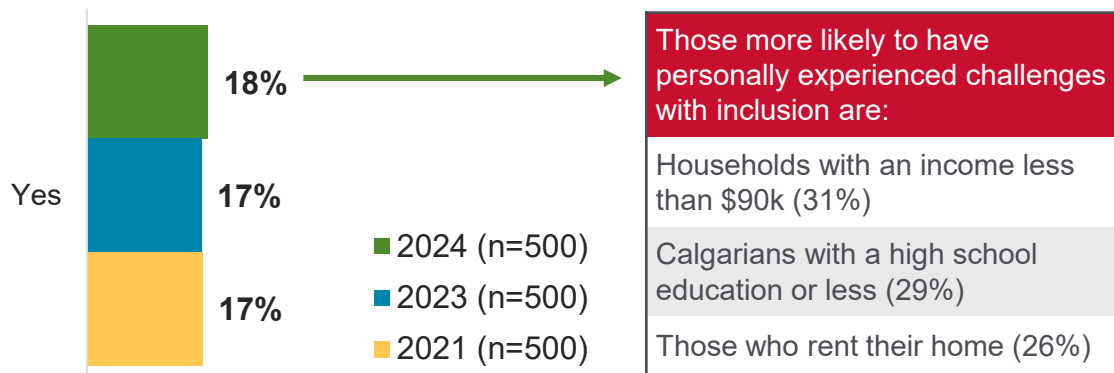 Yes
18%
17%
17%
2024 (n=500)
2023 (n=500)
2021 (n=500)
Those more likely to have
personally experienced challenges
with inclusion are:
Households with an income less
than $90k (31%)
Calgarians with a high school
education or less (29%)
Those who rent their home (26%)